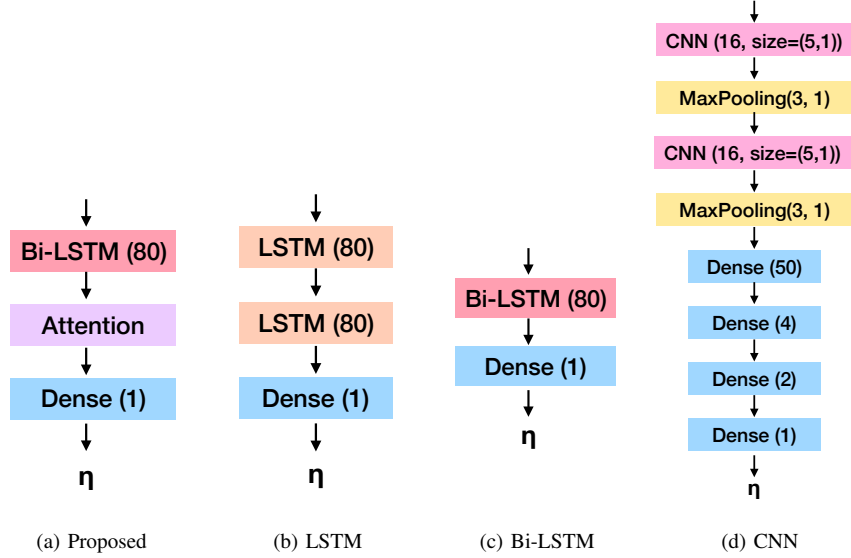 Bi-LSTM (80)
Attention
Dense (1)
η
(a) Proposed
LSTM (80)
LSTM (80)
Dense (1)
η
(b) LSTM
Bi-LSTM (80)
Dense (1)
η
(c) Bi-LSTM
CNN (16, size=(5,1))
MaxPooling(3, 1)
CNN (16, size=(5,1))
MaxPooling(3, 1)
Dense (50)
Dense (4)
Dense (2)
Dense (1)
η
(d) CNN